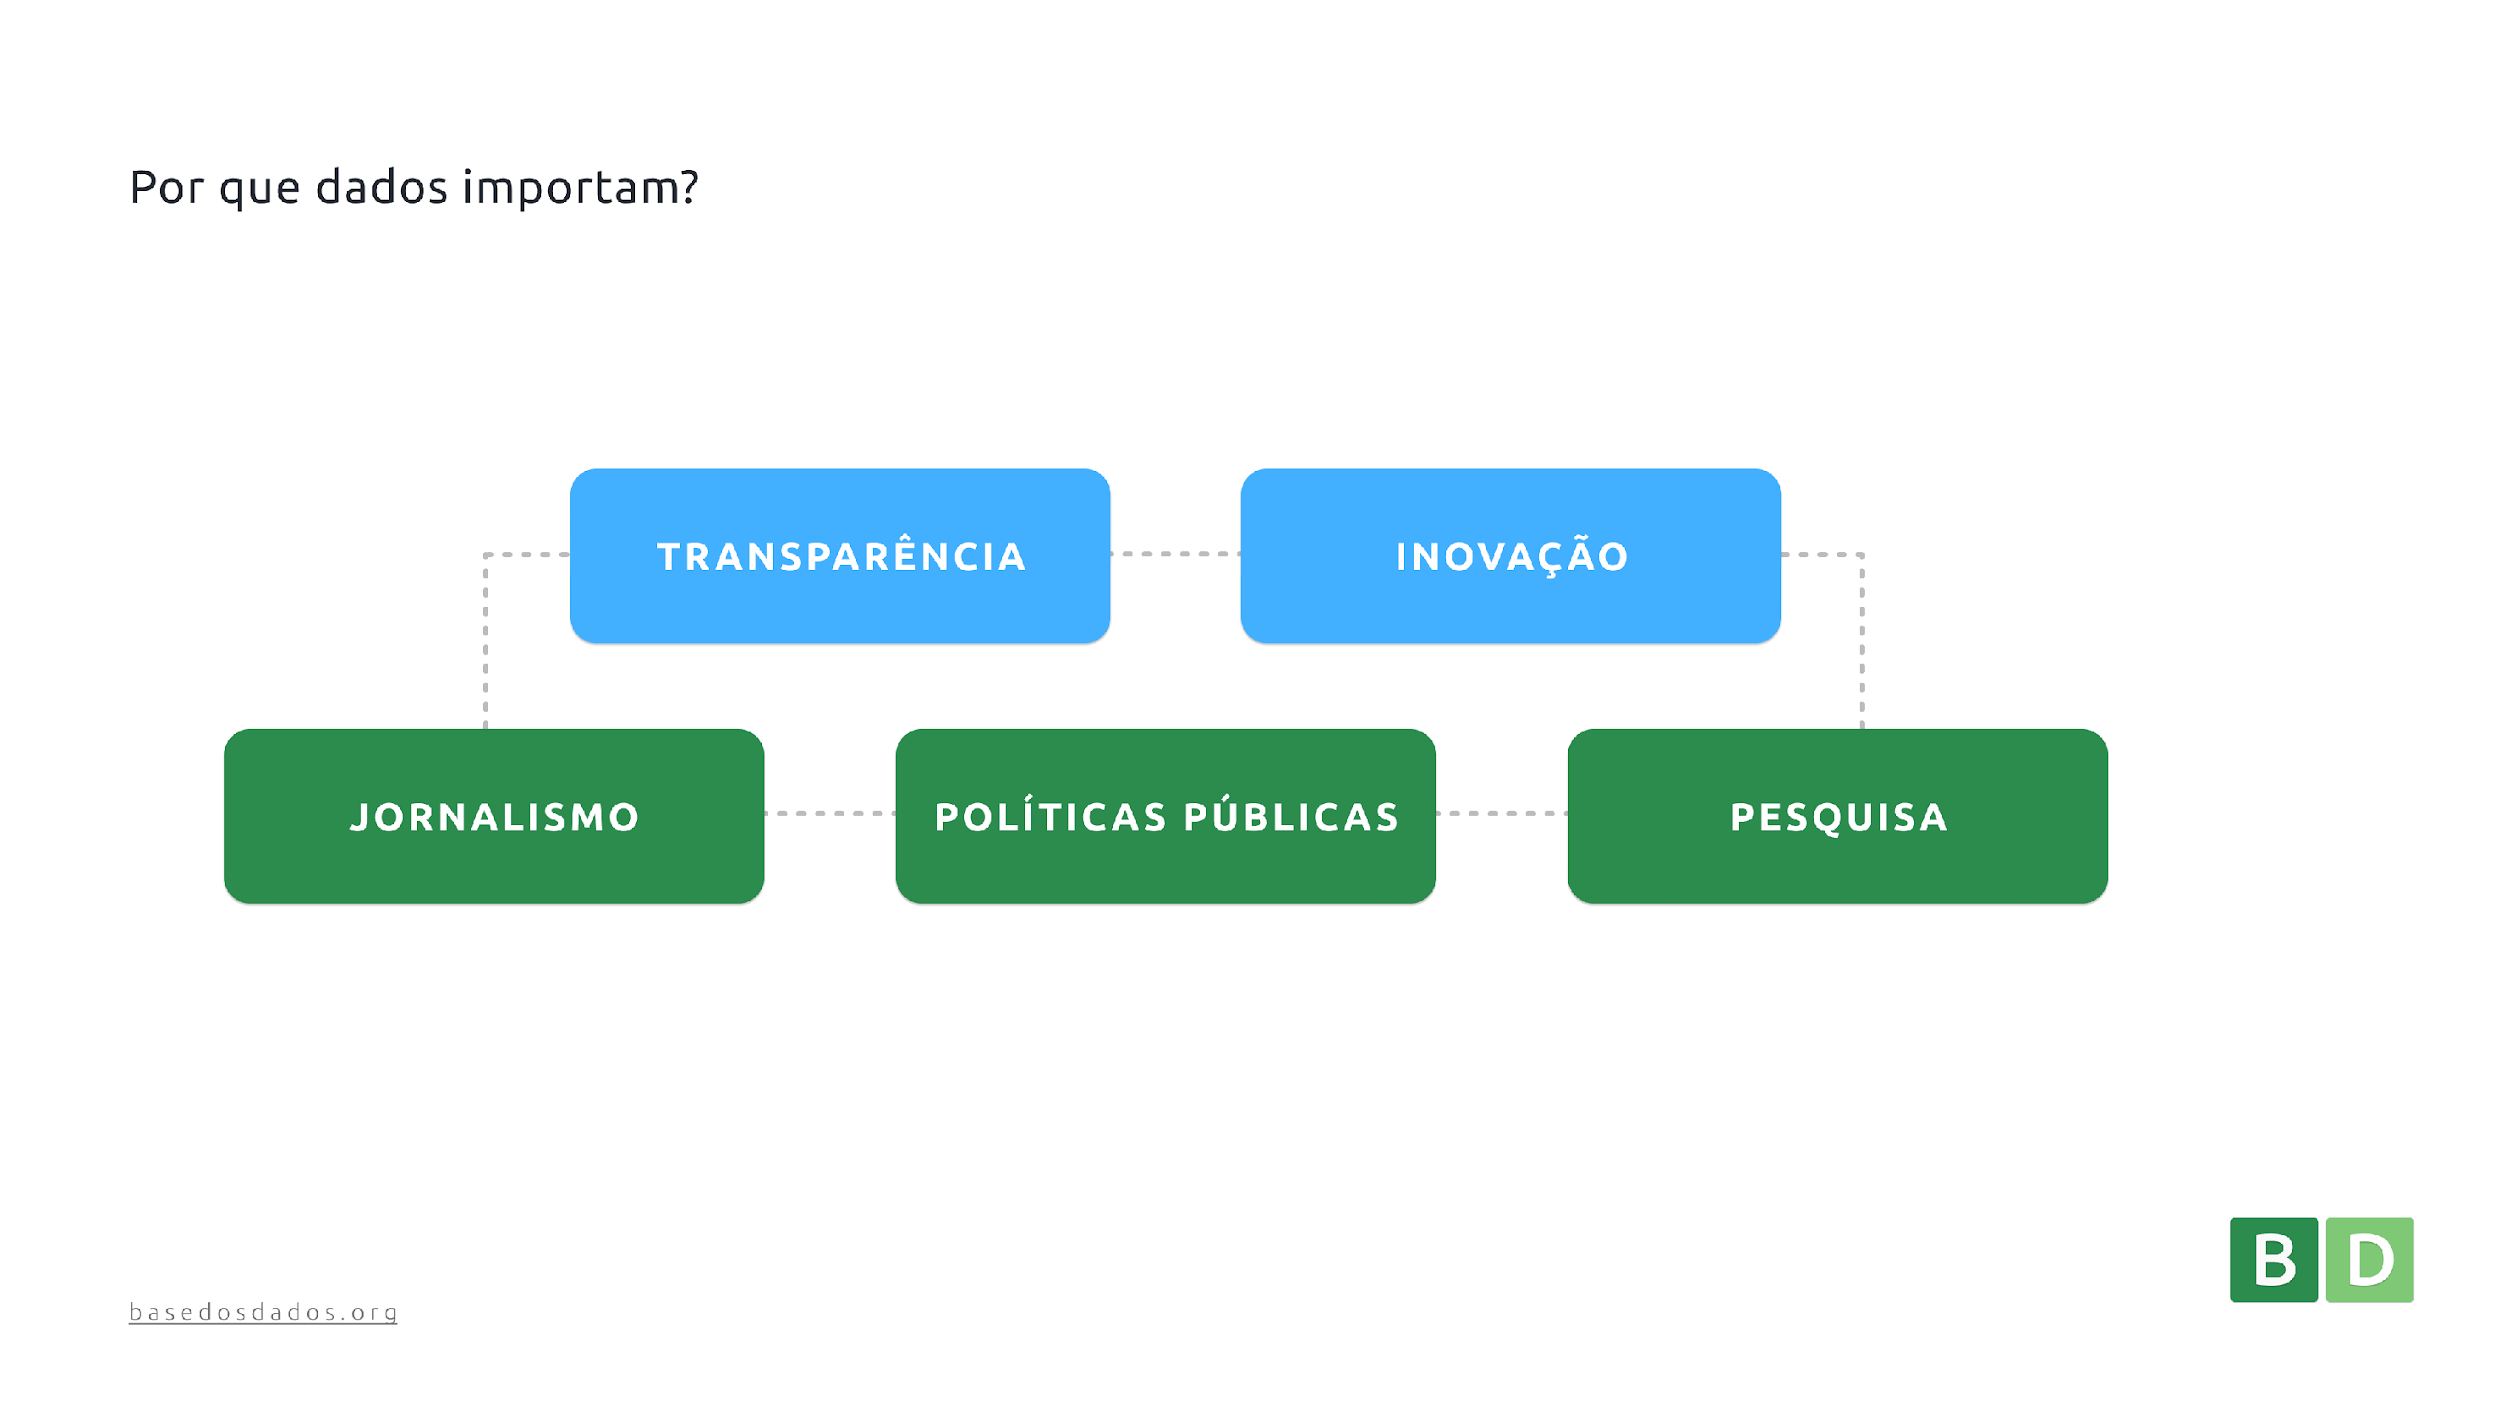 Por que dados importam?
TRANSPARÊNCIA
INOVAÇÃO
JORNALISMO
POLÍTICAS PÚBLICAS
PESQUISA
BD
basedosdados.org